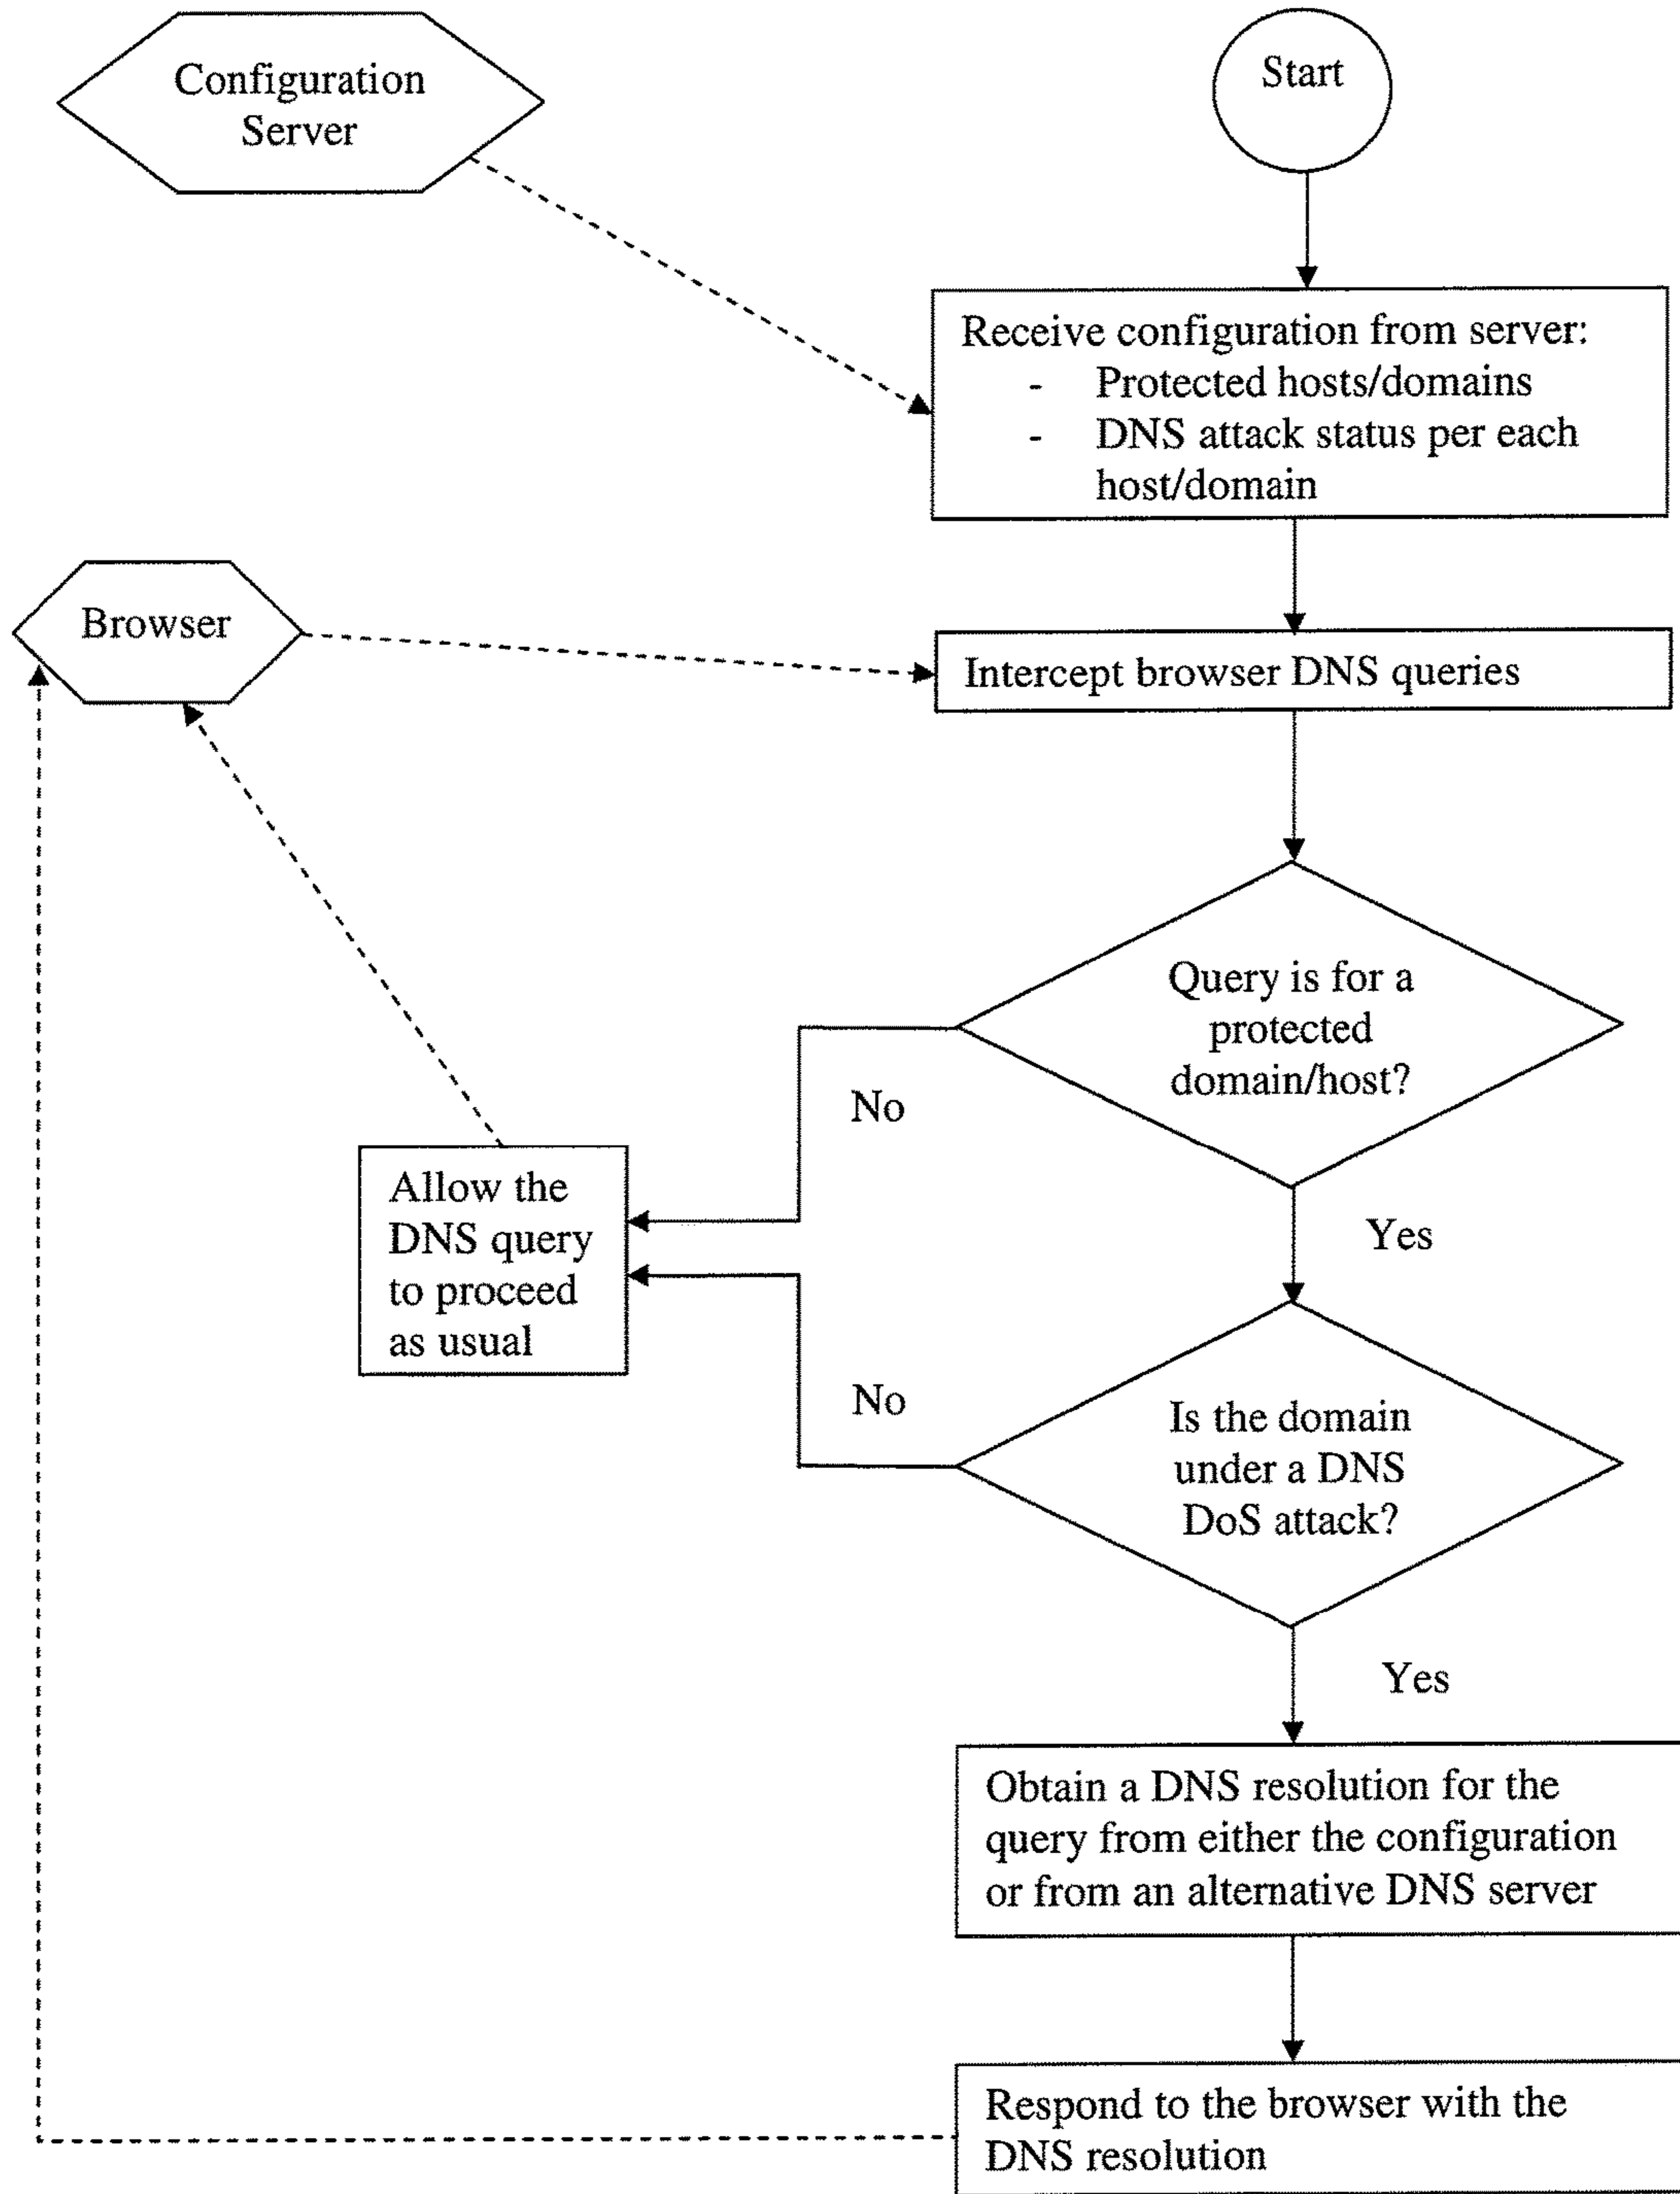 Configuration
Server
Start
Receive configuration from server:
- Protected hosts/domains
- DNS attack status per each
host/domain
Browser
Intercept browser DNS queries
Query is for a
protected
domain/host?
No
Allow the
DNS query
to proceed
as usual
Yes
No
Is the domain
under a DNS
DoS attack?
Yes
Obtain a DNS resolution for the
query from either the configuration
or from an alternative DNS server
Respond to the browser with the
DNS resolution